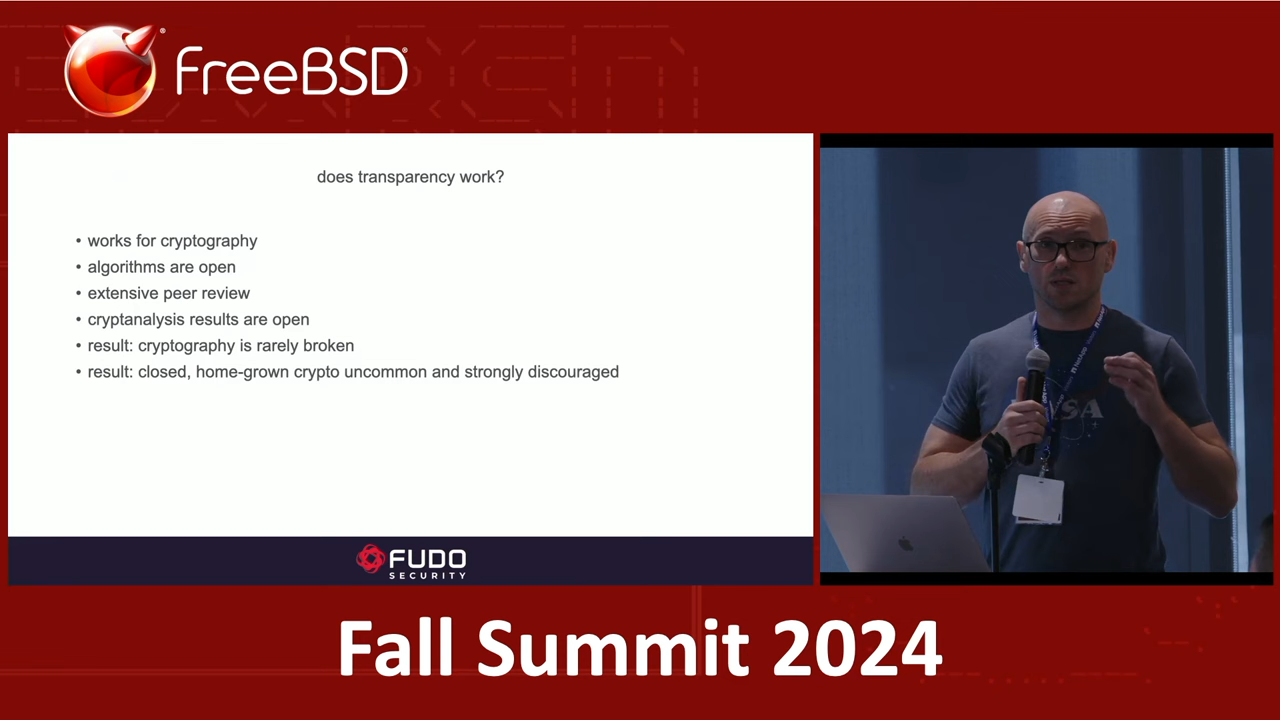 FreeBSD®
does transparency work?
• works for cryptography
• algorithms are open
• extensive peer review
• cryptanalysis results are open
• result: cryptography is rarely broken
• result: closed, home-grown crypto uncommon and strongly discouraged
FUDO
SECURITY
Fall Summit 2024